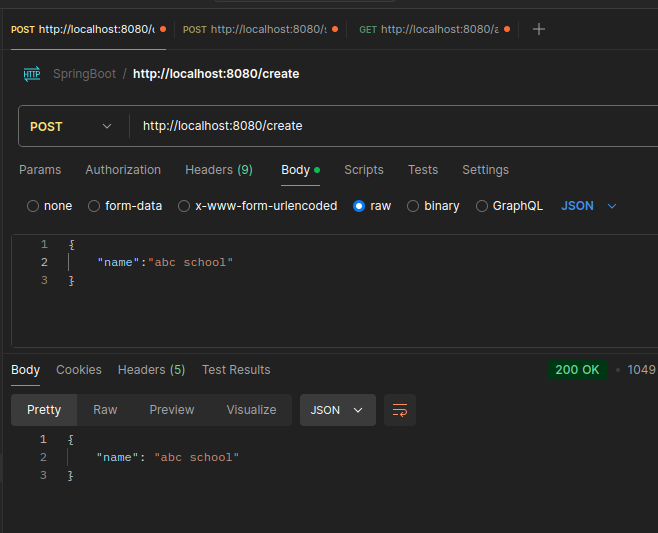 POST http://localhost:8080/c POST http://localhost:8080/s GET http://localhost:8080/a
HTTP SpringBoot / http://localhost:8080/create
POST http://localhost:8080/create
Params Authorization Headers (9) Body Scripts Tests Settings
none form-data x-www-form-urlencoded raw binary GraphQL JSON
1 {
2 "name":"abc school"
3 }
Body Cookies Headers (5) Test Results 200 OK • 1049
Pretty Raw Preview Visualize JSON
1 {
2 "name": "abc school"
3 }